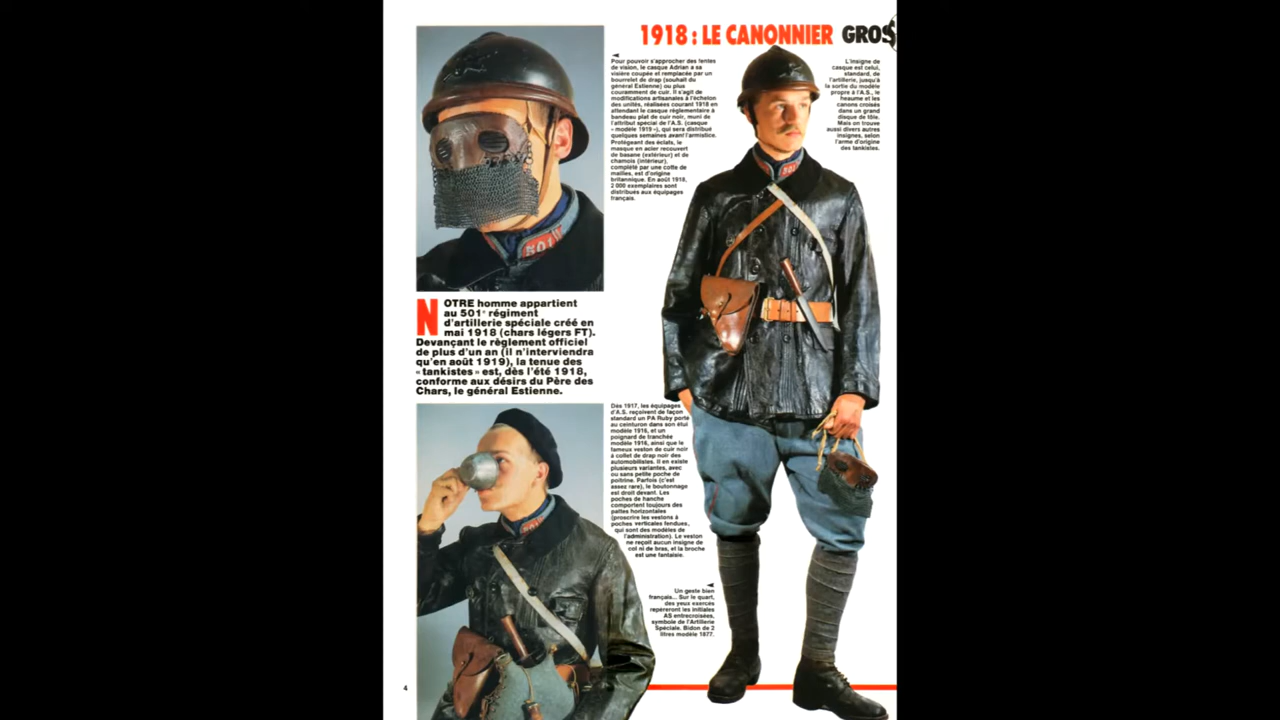 1918 : LE CANONNIER GROS
Pour pouvoir s'approcher des fentes
de vision, le casque Adrian a sa
visière coupée et remplacée par un
bourrelet de drap (souhait du
général Estienne) ou plus
couramment de cuir. Il s'agit de
modifications artisanales à l'échelon
des unités, réalisées courant 1918 en
attendant le casque réglementaire à
bandeau plat de cuir noir, muni de
l'attribut spécial de l'A.S. (casque
« modèle 1919 »), qui sera distribué
quelques semaines avant l'armistice.
Protégeant des éclats, le
masque en acier recouvert
de basane (extérieur) et de
chamois (intérieur),
complété par une cotte de
mailles, est d'origine
britannique. En août 1918,
2 000 exemplaires sont
distribués aux équipages
français.
L'insigne de
casque est celui,
standard, de
l'artillerie, jusqu'à
la sortie du modèle
propre à l'A.S., le
heaume et les
canons croisés
dans un grand
disque de tôle.
Mais on trouve
aussi divers autres
insignes, selon
l'arme d'origine
des tankistes.
501
501
NOTRE homme appartient
au 501e régiment
d'artillerie spéciale créé en
mai 1918 (chars légers FT).
Devançant le règlement officiel
de plus d'un an (il n'interviendra
qu'en août 1919), la tenue des
« tankistes » est, dès l'été 1918,
conforme aux désirs du Père des
Chars, le général Estienne.
Dès 1917, les équipages
d'A.S. reçoivent de façon
standard un PA Ruby porté
au ceinturon dans son étui
modèle 1916, et un
poignard de tranchée
modèle 1916, ainsi que le
fameux veston de cuir noir
à collet de drap noir des
automobilistes. Il en existe
plusieurs variantes, avec
ou sans petite poche de
poitrine. Parfois (c'est
assez rare), le boutonnage
est droit devant. Les
poches de hanche
comportent toujours des
pattes horizontales
(proscrire les vestons à
poches verticales fendues,
qui sont des modèles de
l'administration). Le veston
ne reçoit aucun insigne de
col ni de bras, et la broche
est une fantaisie.
501
Un geste bien
français... Sur le quart,
des yeux exercés
repéreront les initiales
AS entrecroisées,
symbole de l'Artillerie
Spéciale. Bidon de 2
litres modèle 1877.
4